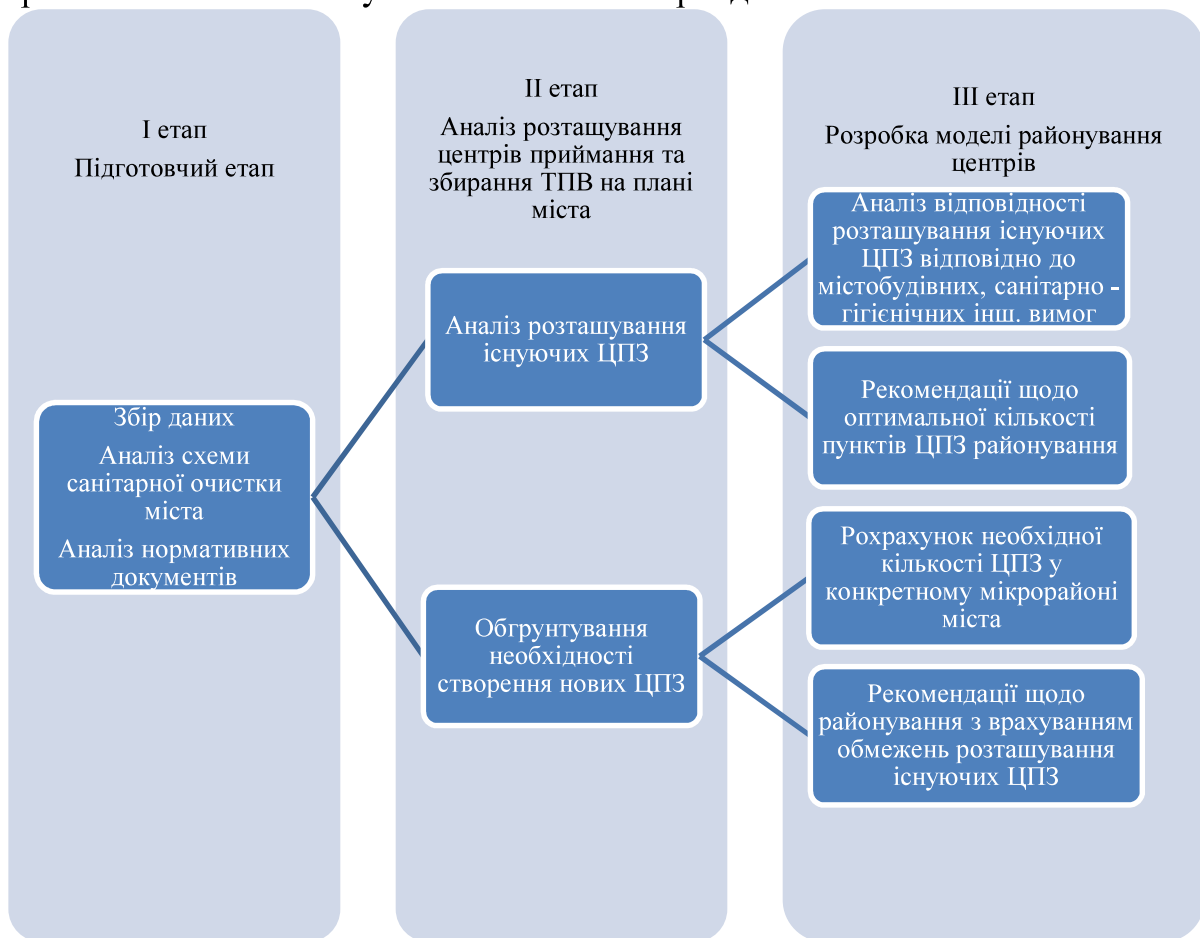 І етап
Підготовчий етап
Збір даних
Аналіз схеми
санітарної очистки
міста
Аналіз нормативних
документів
ІІ етап
Аналіз розтащування
центрів приймання та
збирання ТПВ на плані
міста
Аналіз розташування
існуючих ЦПЗ
Обгрунтування
необхідності
створення нових ЦПЗ
ІІІ етап
Розробка моделі районування
центрів
Аналіз відповідності
розташування існуючих
ЦПЗ відповідно до
містобудівних, санітарно -
гігієнічних інш. вимог
Рекомендації щодо
оптимальної кількості
пунктів ЦПЗ районування
Рохрахунок необхідної
кількості ЦПЗ у
конкретному мікрорайоні
міста
Рекомендації щодо
районування з врахуванням
обмежень розташування
існуючих ЦПЗ